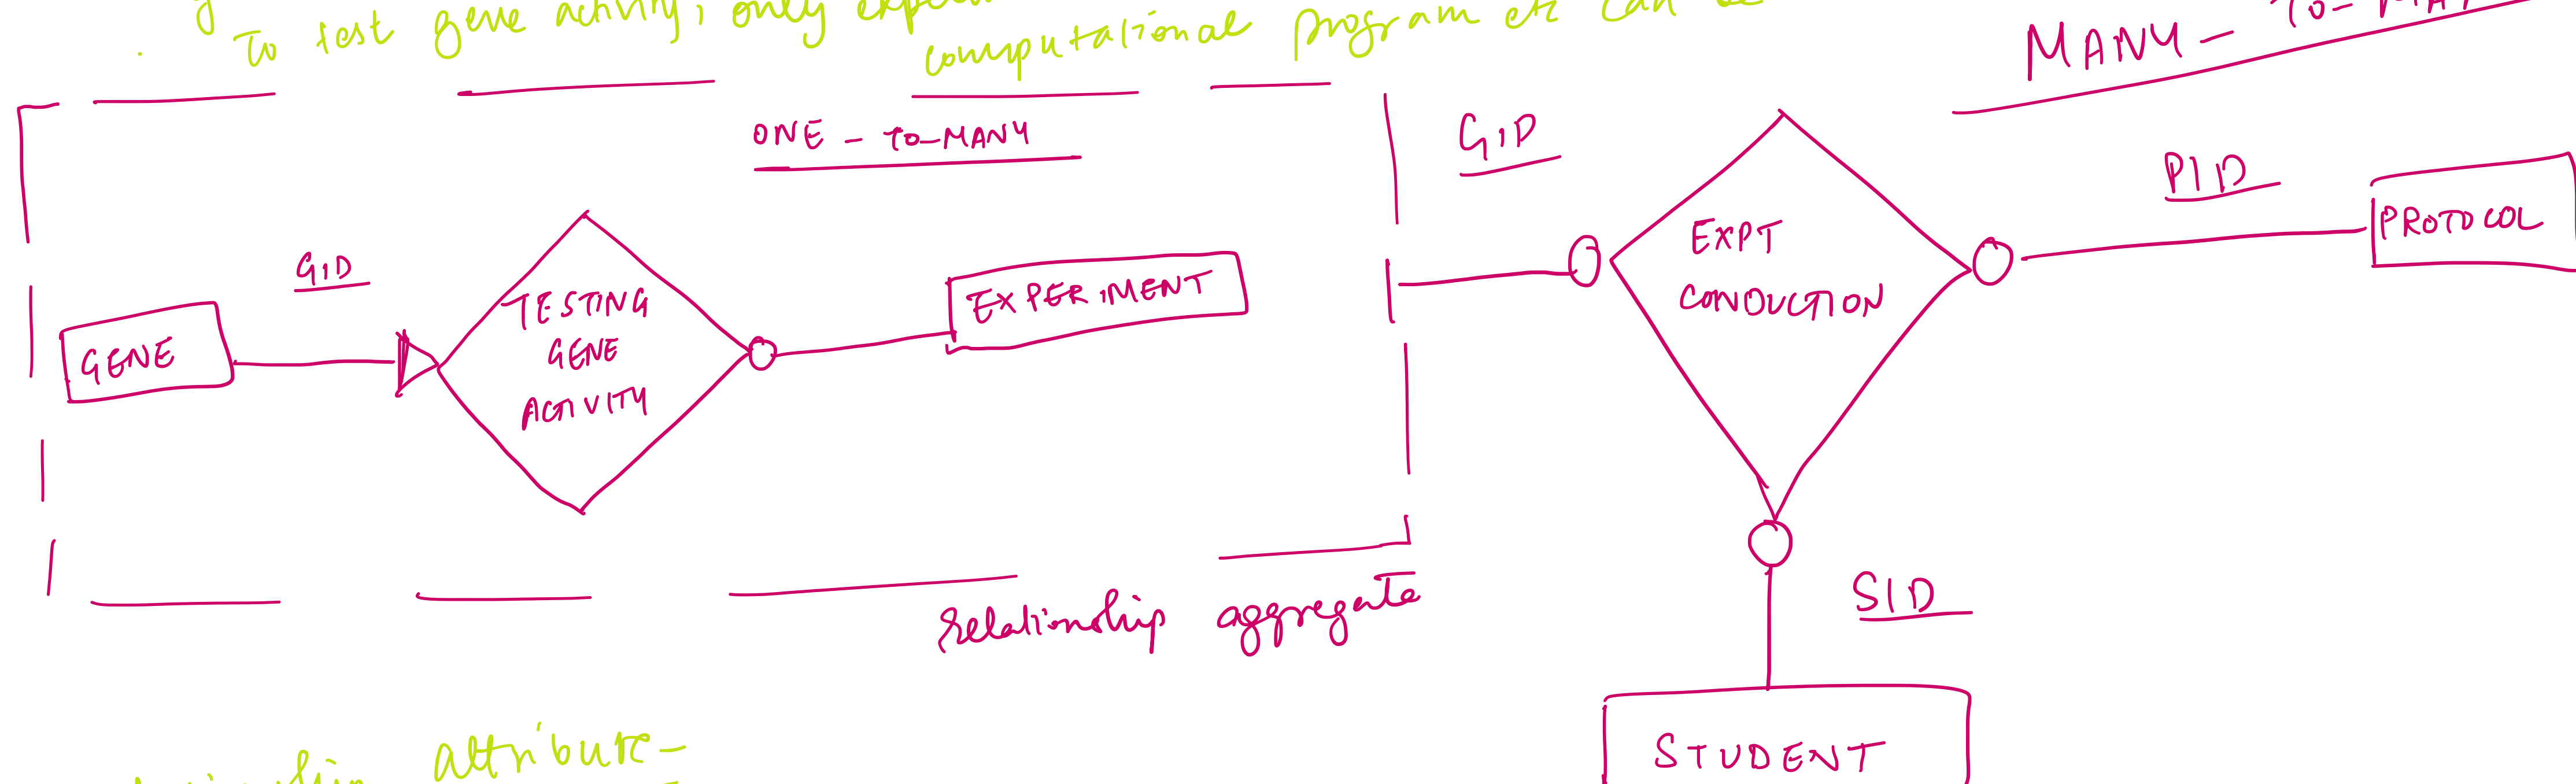 To test gene activity, only
computational program etc can
MANY - TO-
ONE - TO-MANY
GID
PID
EXPT
CONDUCTION
PROTOCOL
GID
TESTING
GENE
ACTIVITY
EXPERIMENT
GENE
relationship aggregate
SID
STUDENT
attribute-